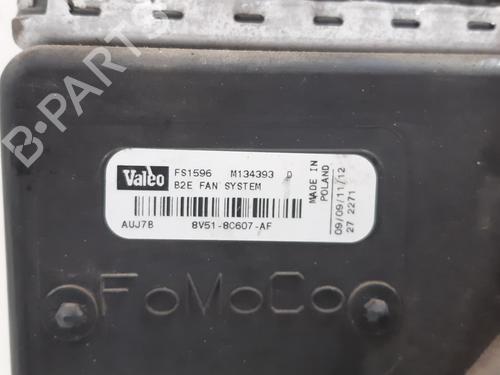 B-PARTS
Valeo
FS1596 M134393 D
B2E FAN SYSTEM
MADE IN
POLAND
09/09/11/12
27 2271
AUJ7B 8V51-8C607-AF
FoMoCo